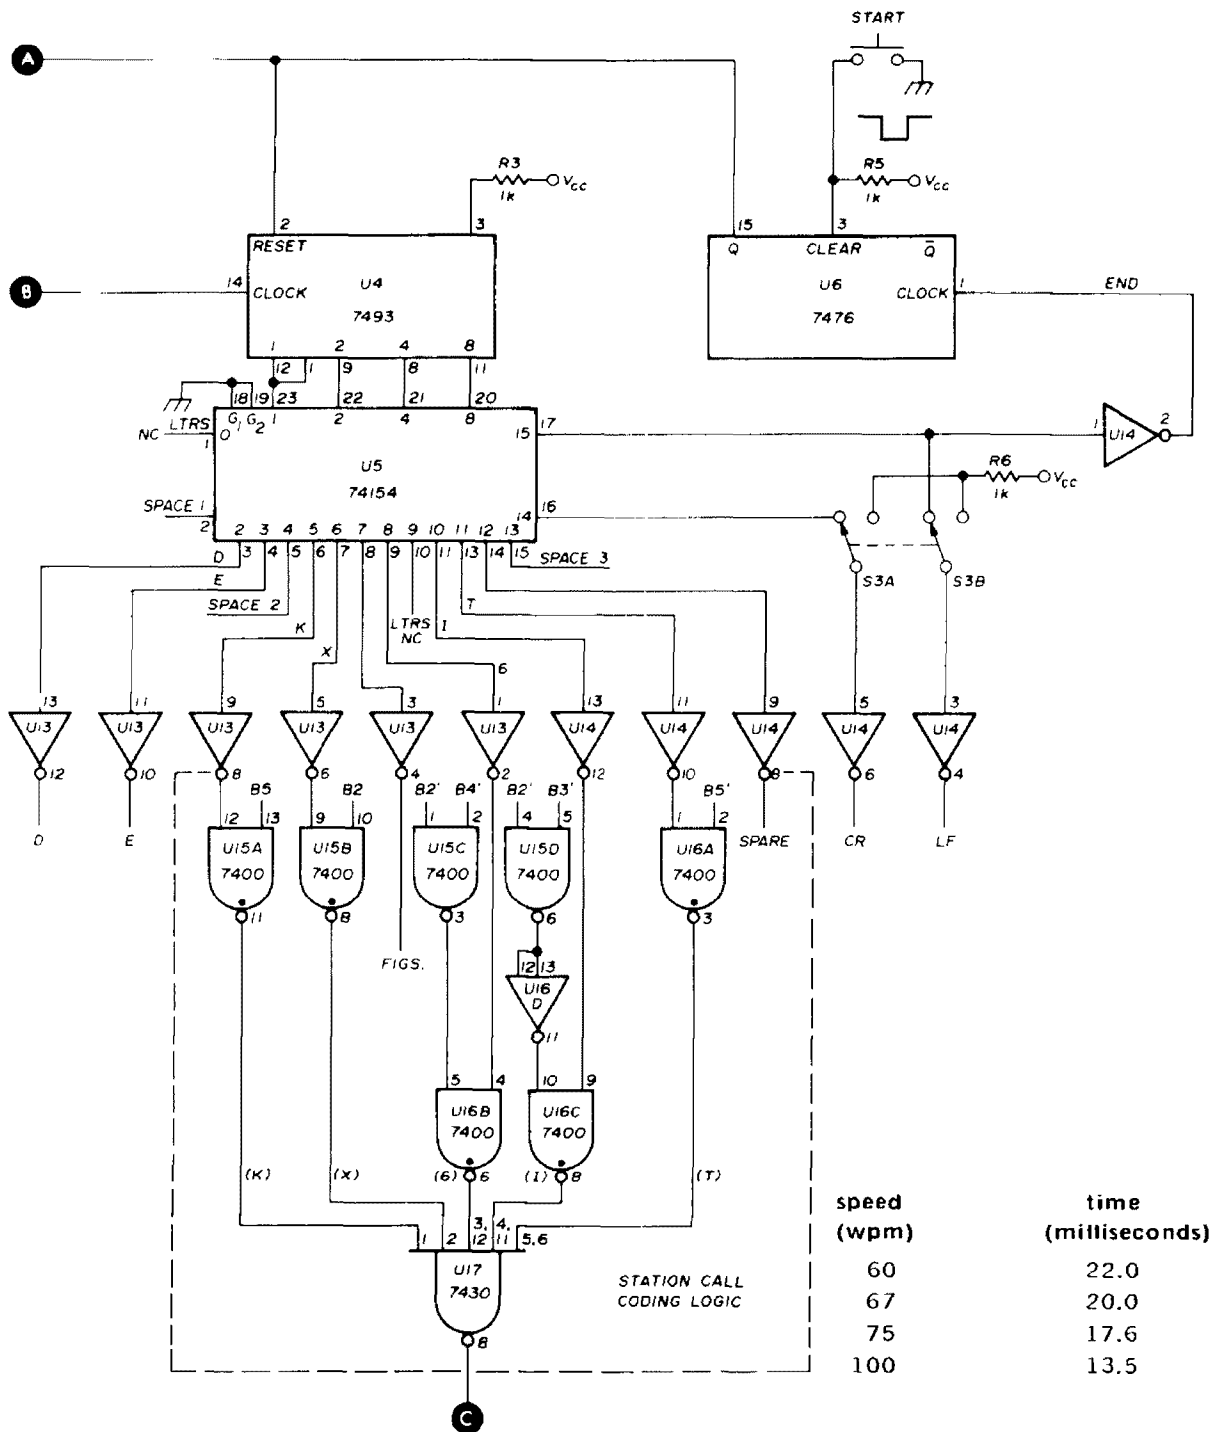 START
A
R3
1k
VCC
R5
1k
VCC
2
3
15
3
RESET
Q
CLEAR
Q̅
B
14
CLOCK
U4
7493
U6
7476
CLOCK
1
END
1 2 4 8
12 1 9 8 11
18 19 23 22 21 20
G1 G2 1 2 4 8
NC LTRS
1
0
U5
74154
15
17
1
U14
2
R6
1k
VCC
SPACE 1
2
14
16
2 3 4 5 6 7 8 9 10 11 12 13
3 4 5 6 7 8 9 10 11 13 14 15
D
E
SPACE 2
K
X
6
LTRS
NC
I
T
SPACE 3
S3A
S3B
13 11 9 5 3 1 13 11 9 5 3
U13 U13 U13 U13 U13 U13 U14 U14 U14 U14 U14
12 10 8 6 4 2 12 10 8 6 4
B5 B2 B2' B4' B2' B3' B5'
D E
12 13 9 10 1 2 4 5 1 2
SPARE CR LF
U15A
7400
U15B
7400
U15C
7400
U15D
7400
U16A
7400
11 8 3 6 3
FIGS.
12 13
U16
D
11
5 4 10 9
U16B
7400
U16C
7400
(K) (X) (6) 6 (I) 8 (T)
3, 4,
1 2 12 11 5,6
U17
7430
8
STATION CALL
CODING LOGIC
C
speed time
(wpm) (milliseconds)
60 22.0
67 20.0
75 17.6
100 13.5